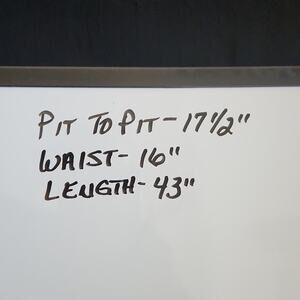 PIT TO PIT - 17 1/2"
WAIST - 16"
LENGTH - 43"